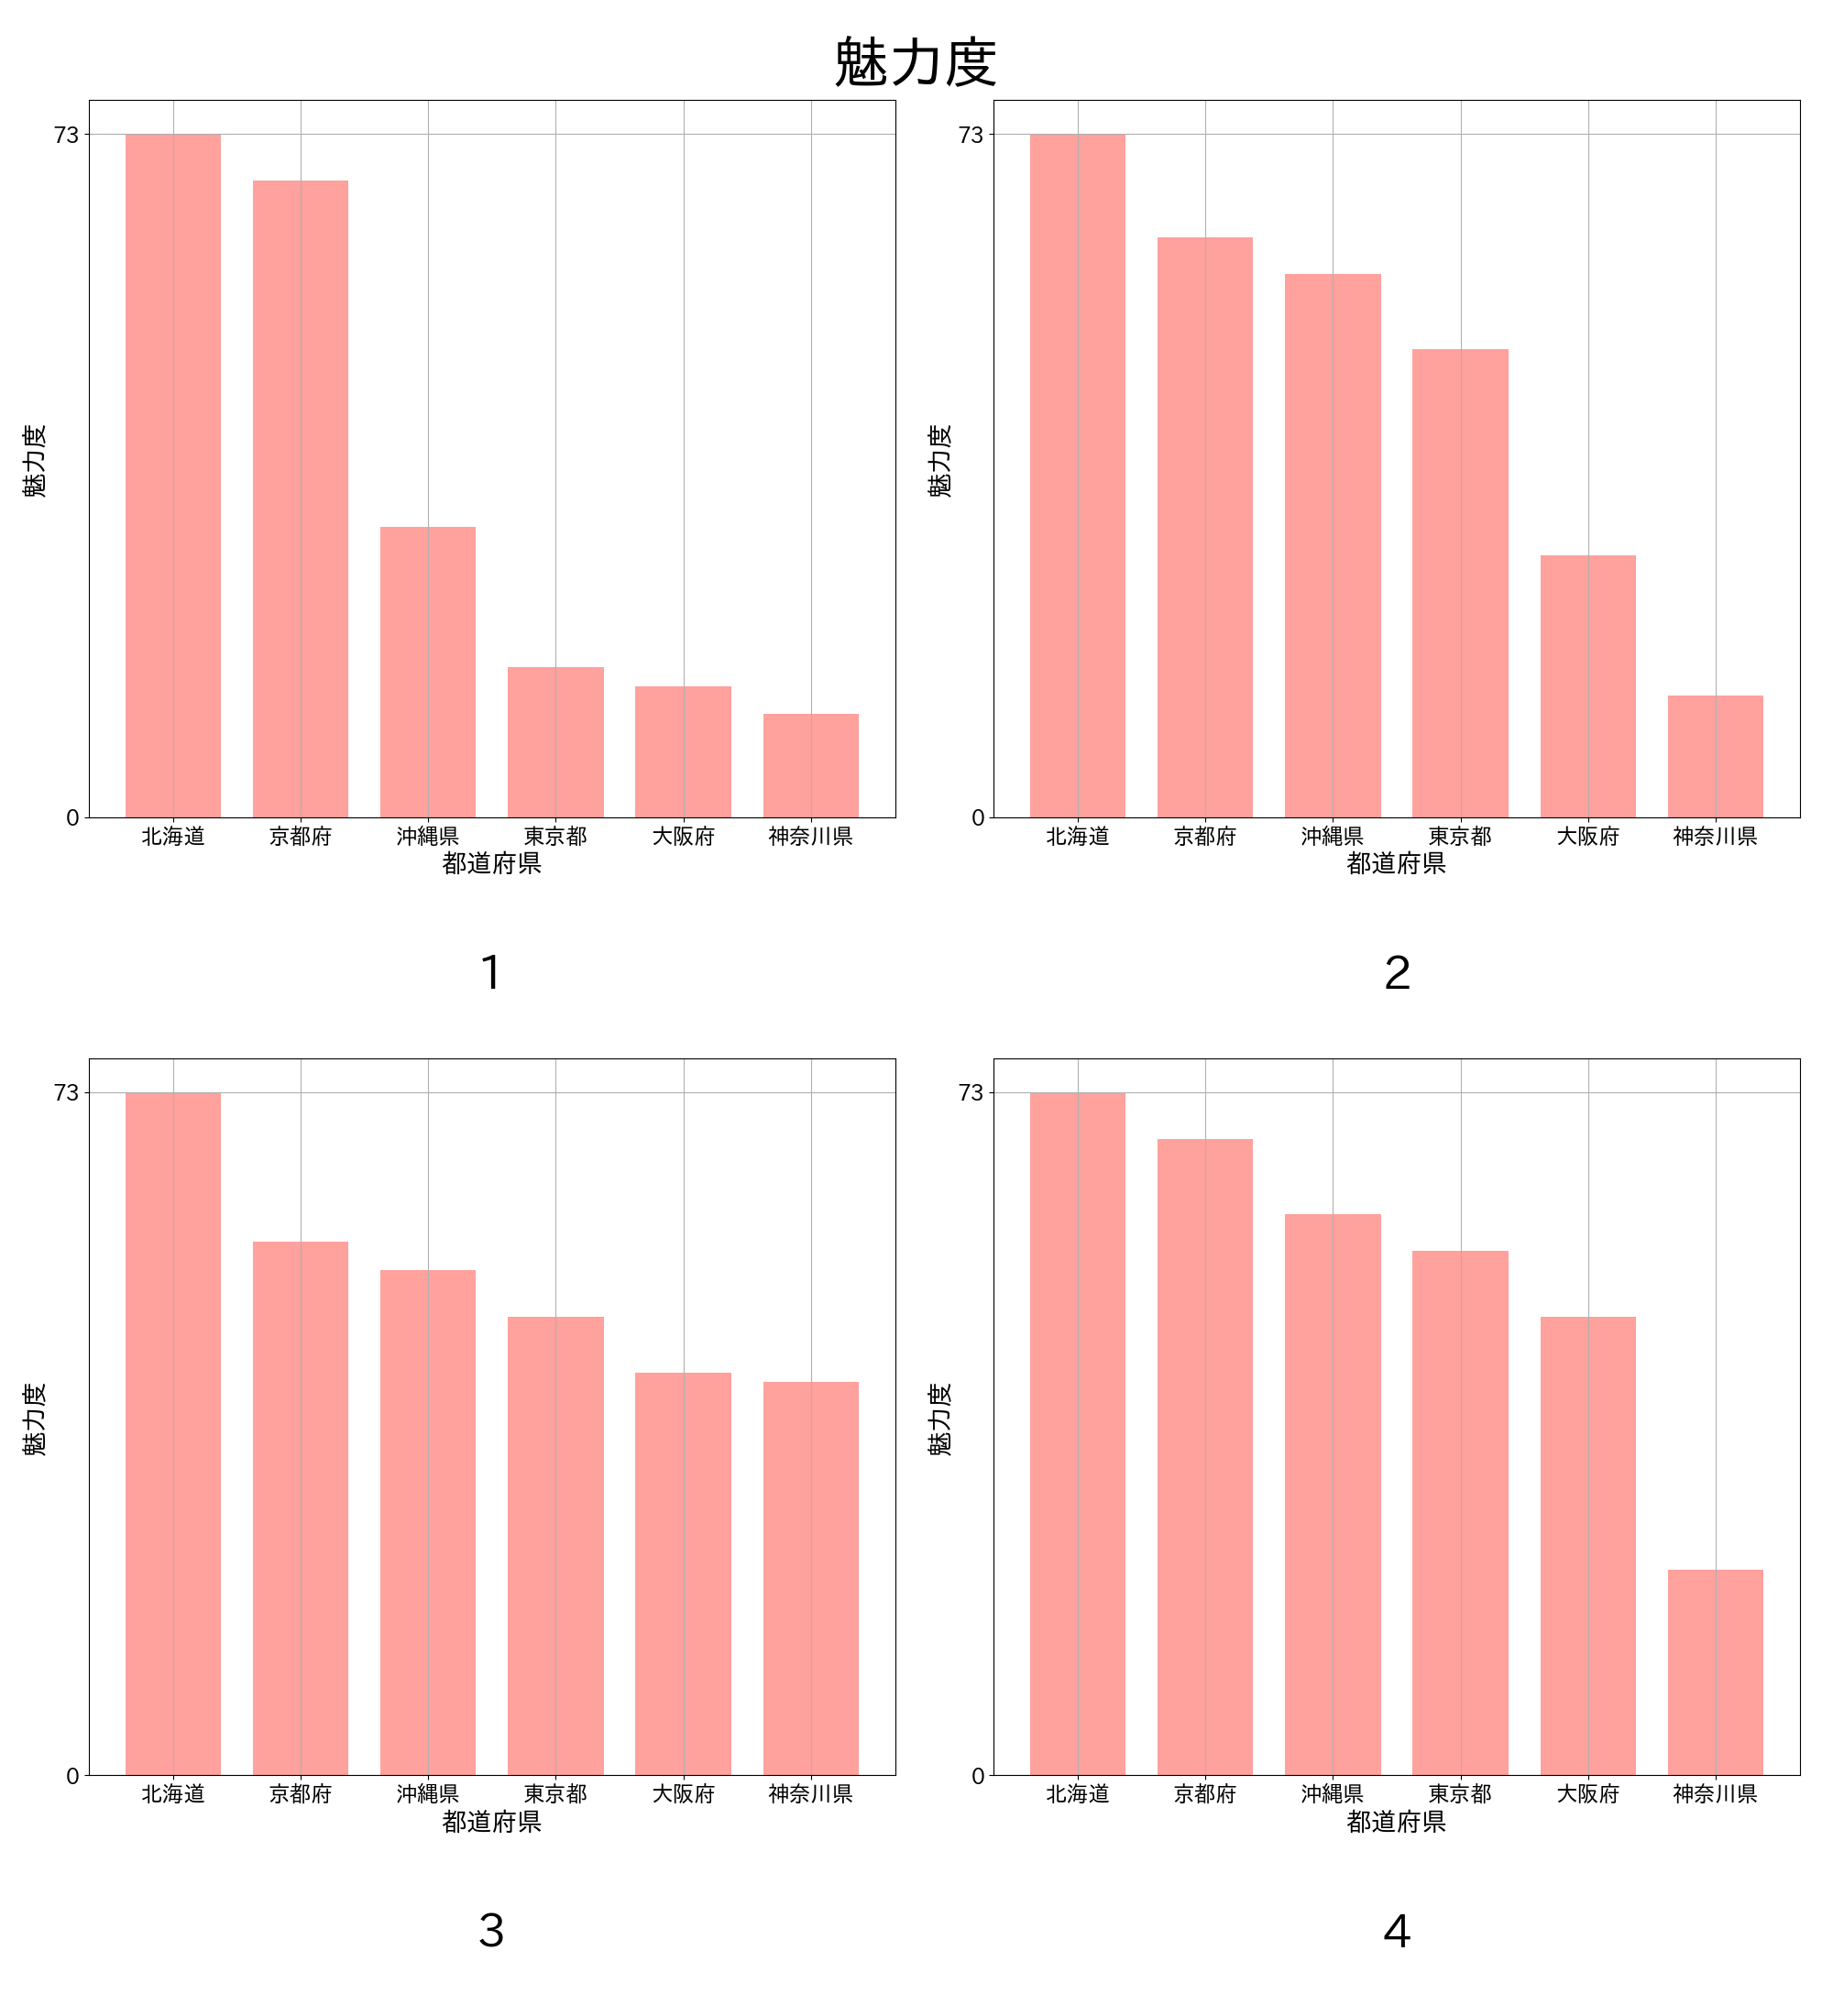 魅力度
73
0
魅力度
北海道 京都府 沖縄県 東京都 大阪府 神奈川県
都道府県
1
73
0
魅力度
北海道 京都府 沖縄県 東京都 大阪府 神奈川県
都道府県
2
73
0
魅力度
北海道 京都府 沖縄県 東京都 大阪府 神奈川県
都道府県
3
73
0
魅力度
北海道 京都府 沖縄県 東京都 大阪府 神奈川県
都道府県
4